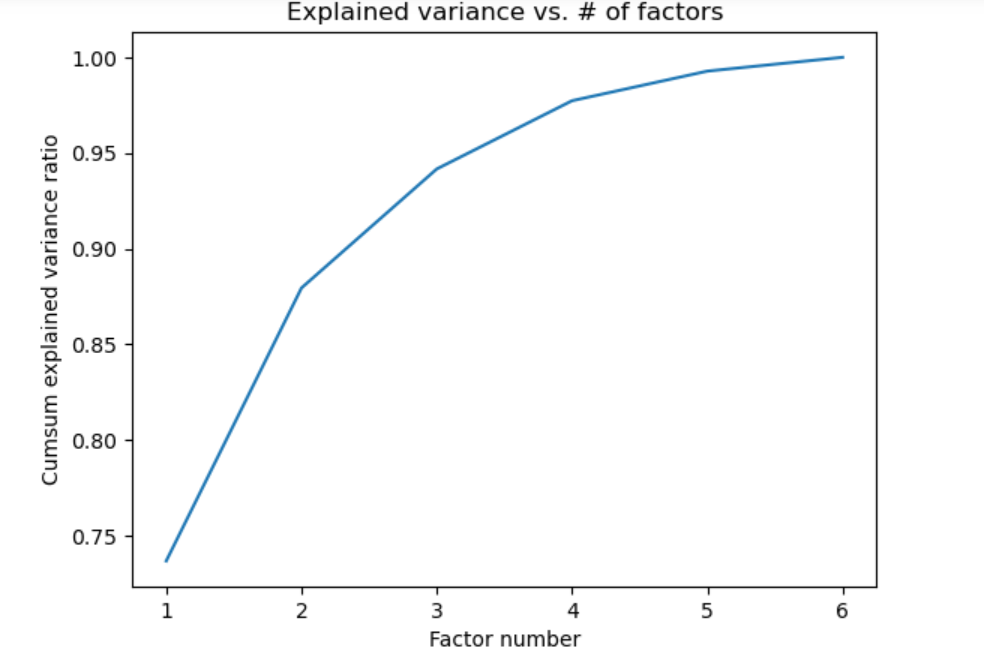 Explained variance vs. # of factors
Cumsum explained variance ratio
1.00
0.95
0.90
0.85
0.80
0.75
1 2 3 4 5 6
Factor number